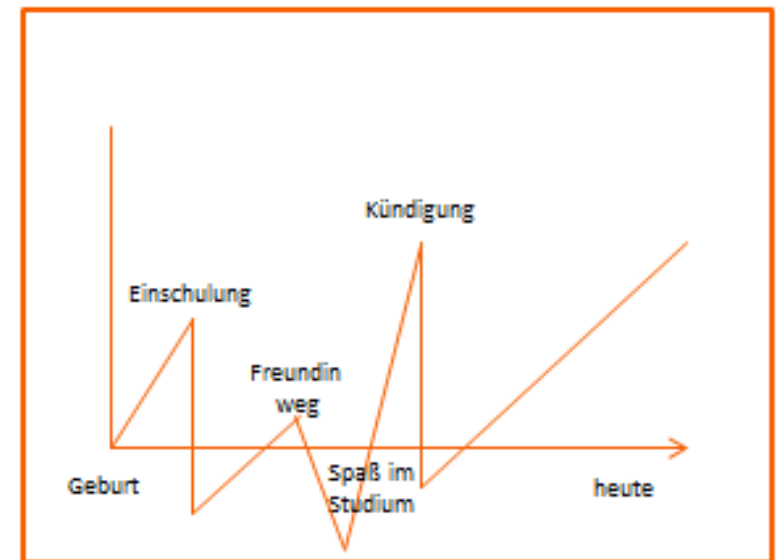 Kündigung
Einschulung
Freundin
weg
Spaß im
Studium
Geburt
heute